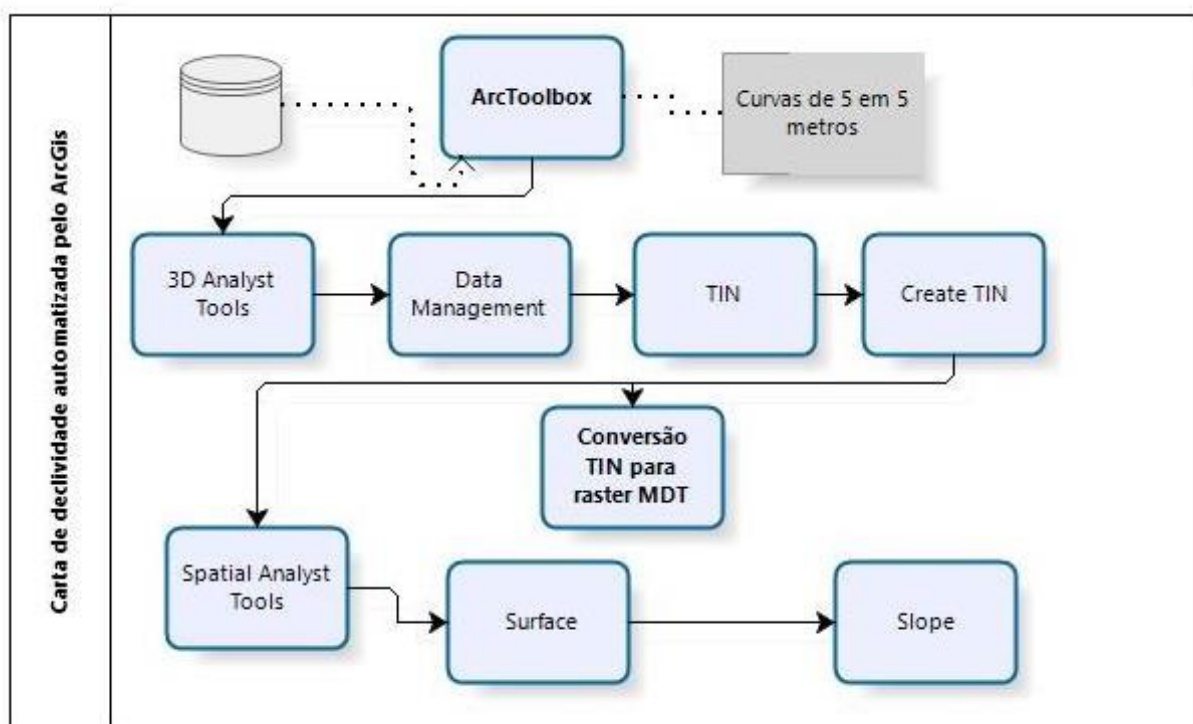 Carta de declividade automatizada pelo ArcGis
ArcToolbox
Curvas de 5 em 5
metros
3D Analyst
Tools
Data
Management
TIN
Create TIN
Conversão
TIN para
raster MDT
Spatial Analyst
Tools
Surface
Slope